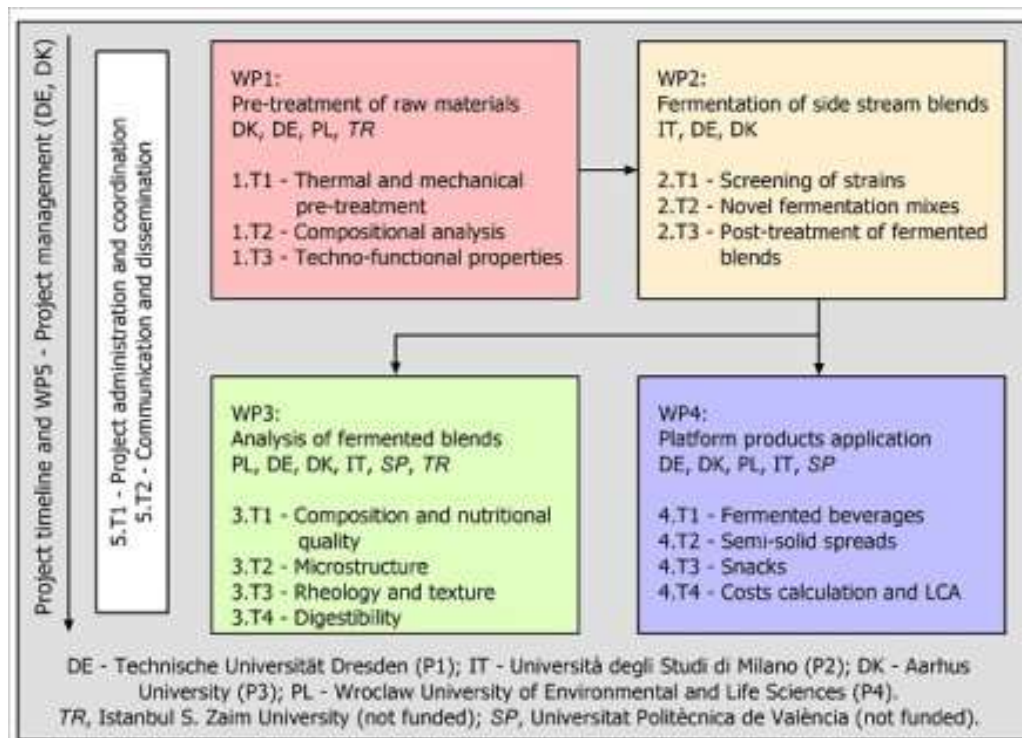 Project timeline and WP5 - Project management (DE, DK)
5.T1 - Project administration and coordination
5.T2 - Communication and dissemination
WP1:
Pre-treatment of raw materials
DK, DE, PL, TR
1.T1 - Thermal and mechanical
pre-treatment
1.T2 - Compositional analysis
1.T3 - Techno-functional properties
WP2:
Fermentation of side stream blends
IT, DE, DK
2.T1 - Screening of strains
2.T2 - Novel fermentation mixes
2.T3 - Post-treatment of fermented
blends
WP3:
Analysis of fermented blends
PL, DE, DK, IT, SP, TR
3.T1 - Composition and nutritional
quality
3.T2 - Microstructure
3.T3 - Rheology and texture
3.T4 - Digestibility
WP4:
Platform products application
DE, DK, PL, IT, SP
4.T1 - Fermented beverages
4.T2 - Semi-solid spreads
4.T3 - Snacks
4.T4 - Costs calculation and LCA
DE - Technische Universität Dresden (P1); IT - Università degli Studi di Milano (P2); DK - Aarhus
University (P3); PL - Wroclaw University of Environmental and Life Sciences (P4).
TR, Istanbul S. Zaim University (not funded); SP, Universitat Politècnica de València (not funded).